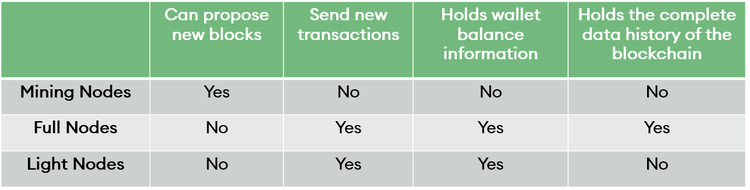 Can propose new blocks Send new transactions Holds wallet balance information Holds the complete data history of the blockchain
Mining Nodes Yes No No No
Full Nodes No Yes Yes Yes
Light Nodes No Yes Yes No